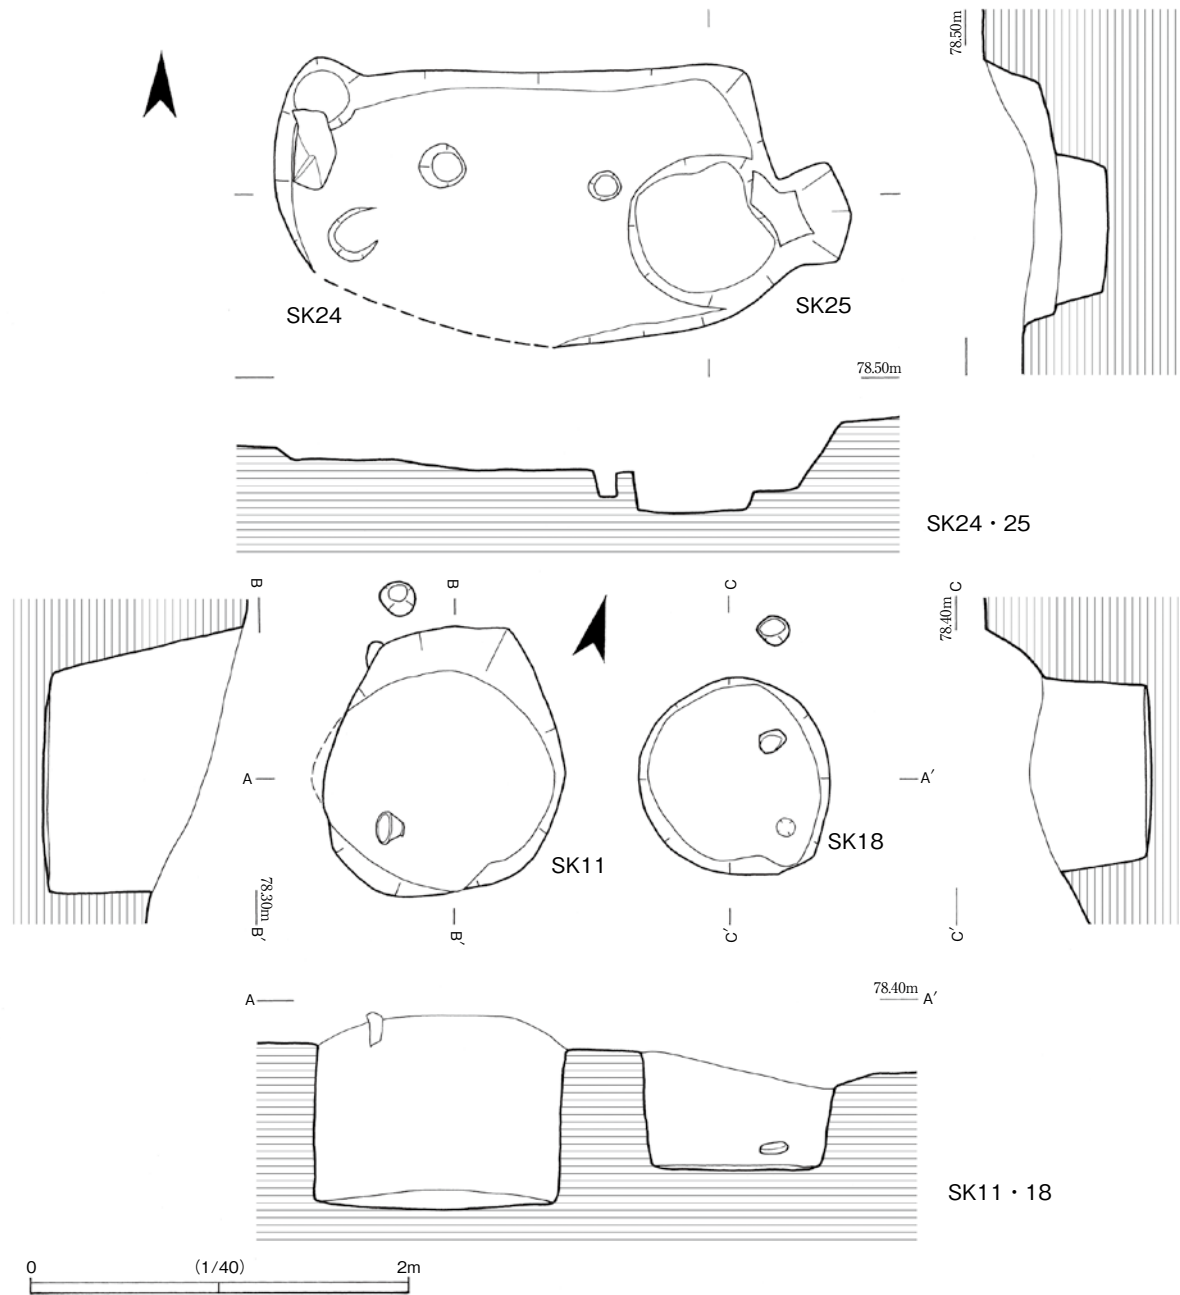 78.50m
SK24
SK25
78.50m
SK24・25
B
B
C
C
78.40m
A
A′
SK11
SK18
78.30m
B′
B′
C′
C′
A
78.40m
A′
SK11・18
0
(1/40)
2m